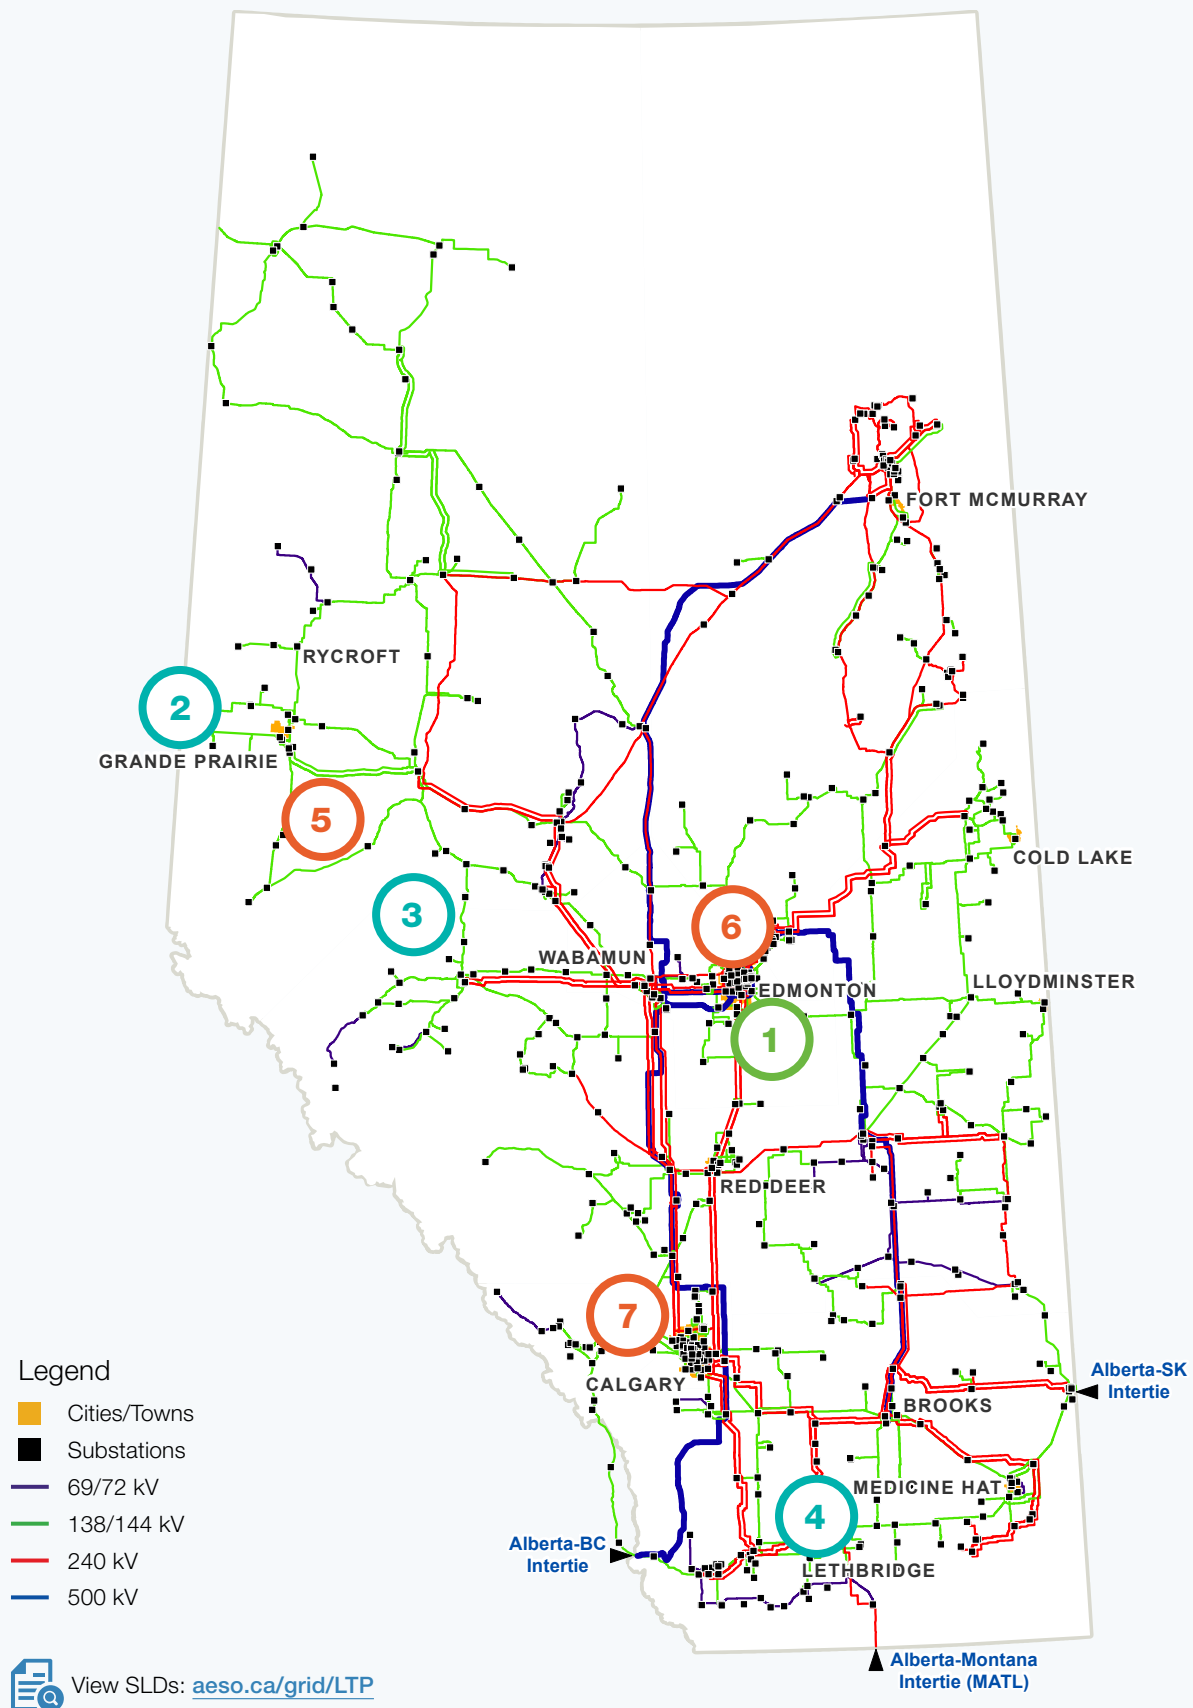 FORT MCMURRAY
RYCROFT
2
GRANDE PRAIRIE
5
COLD LAKE
3
6
WABAMUN
EDMONTON
LLOYDMINSTER
1
RED DEER
7
CALGARY
Alberta-SK
Intertie
BROOKS
MEDICINE HAT
4
Alberta-BC
Intertie
LETHBRIDGE
Alberta-Montana
Intertie (MATL)
Legend
Cities/Towns
Substations
69/72 kV
138/144 kV
240 kV
500 kV
View SLDs: aeso.ca/grid/LTP